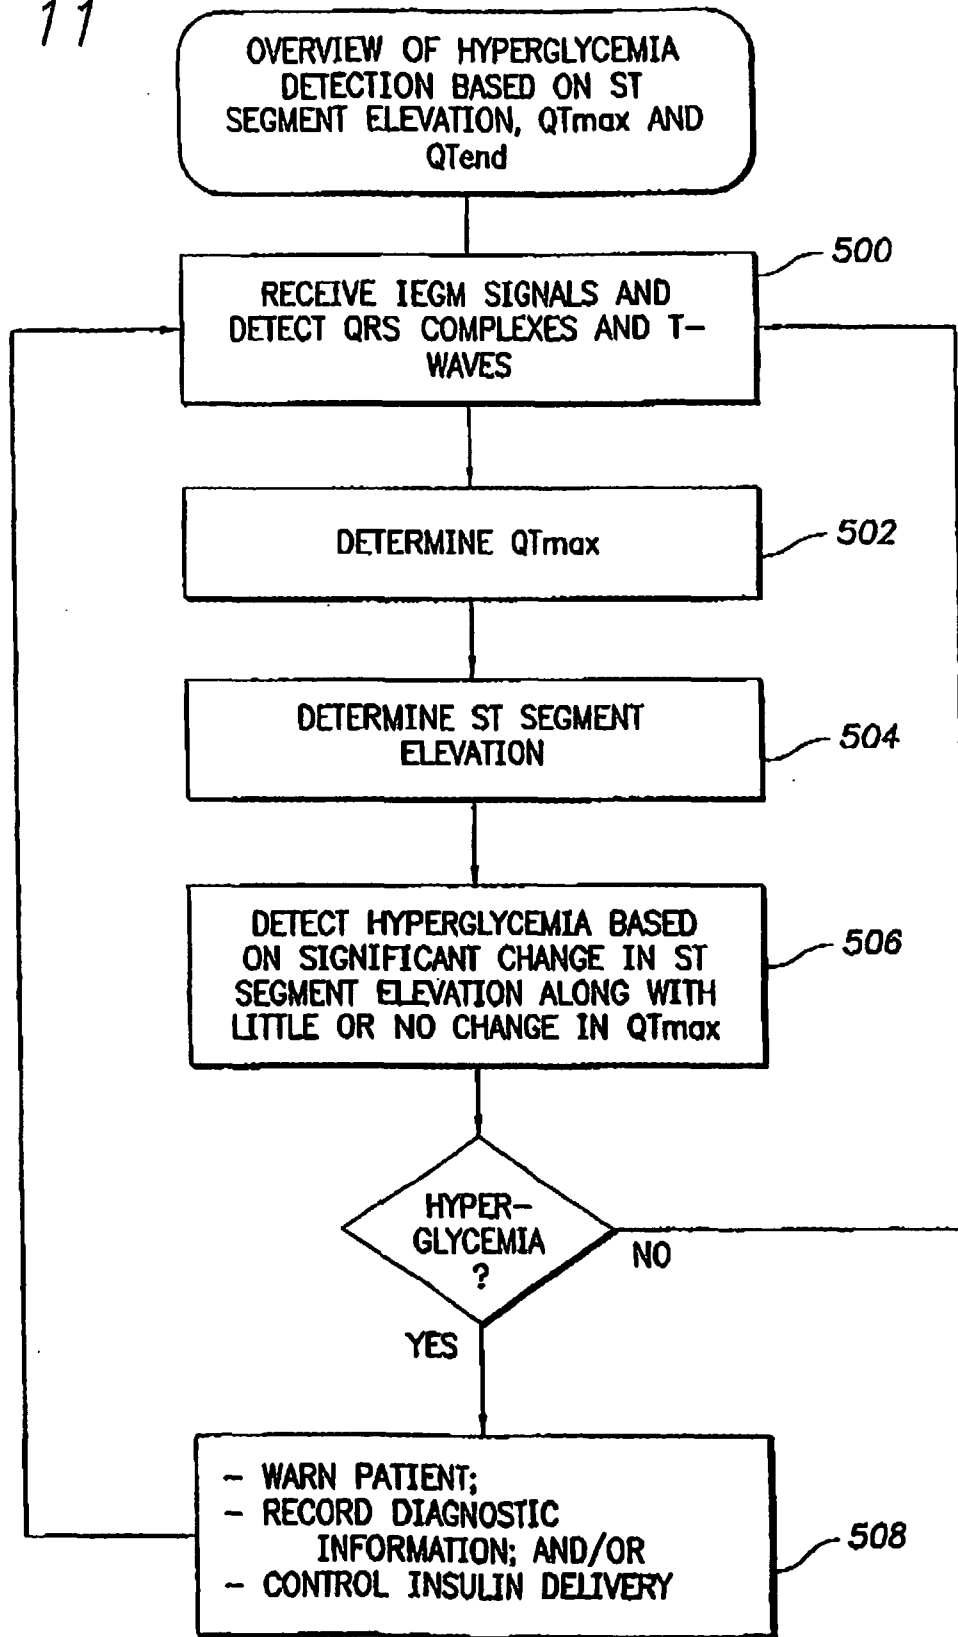 11
OVERVIEW OF HYPERGLYCEMIA
DETECTION BASED ON ST
SEGMENT ELEVATION, QTmax AND
QTend
500
RECEIVE IEGM SIGNALS AND
DETECT QRS COMPLEXES AND T-
WAVES
DETERMINE QTmax
502
DETERMINE ST SEGMENT
ELEVATION
504
DETECT HYPERGLYCEMIA BASED
ON SIGNIFICANT CHANGE IN ST
SEGMENT ELEVATION ALONG WITH
LITTLE OR NO CHANGE IN QTmax
506
HYPER-
GLYCEMIA
?
NO
YES
- WARN PATIENT;
- RECORD DIAGNOSTIC
INFORMATION; AND/OR
- CONTROL INSULIN DELIVERY
508